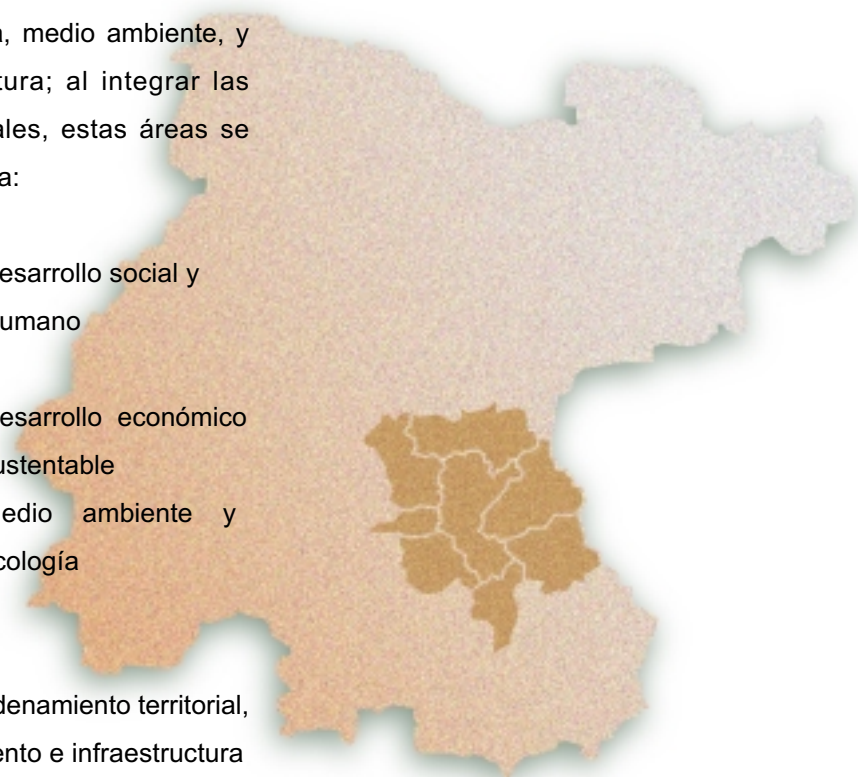 a, medio ambiente, y
tura; al integrar las
ales, estas áreas se
a:
esarrollo social y
umano
esarrollo económico
ustentable
edio ambiente y
cología
denamiento territorial,
ento e infraestructura